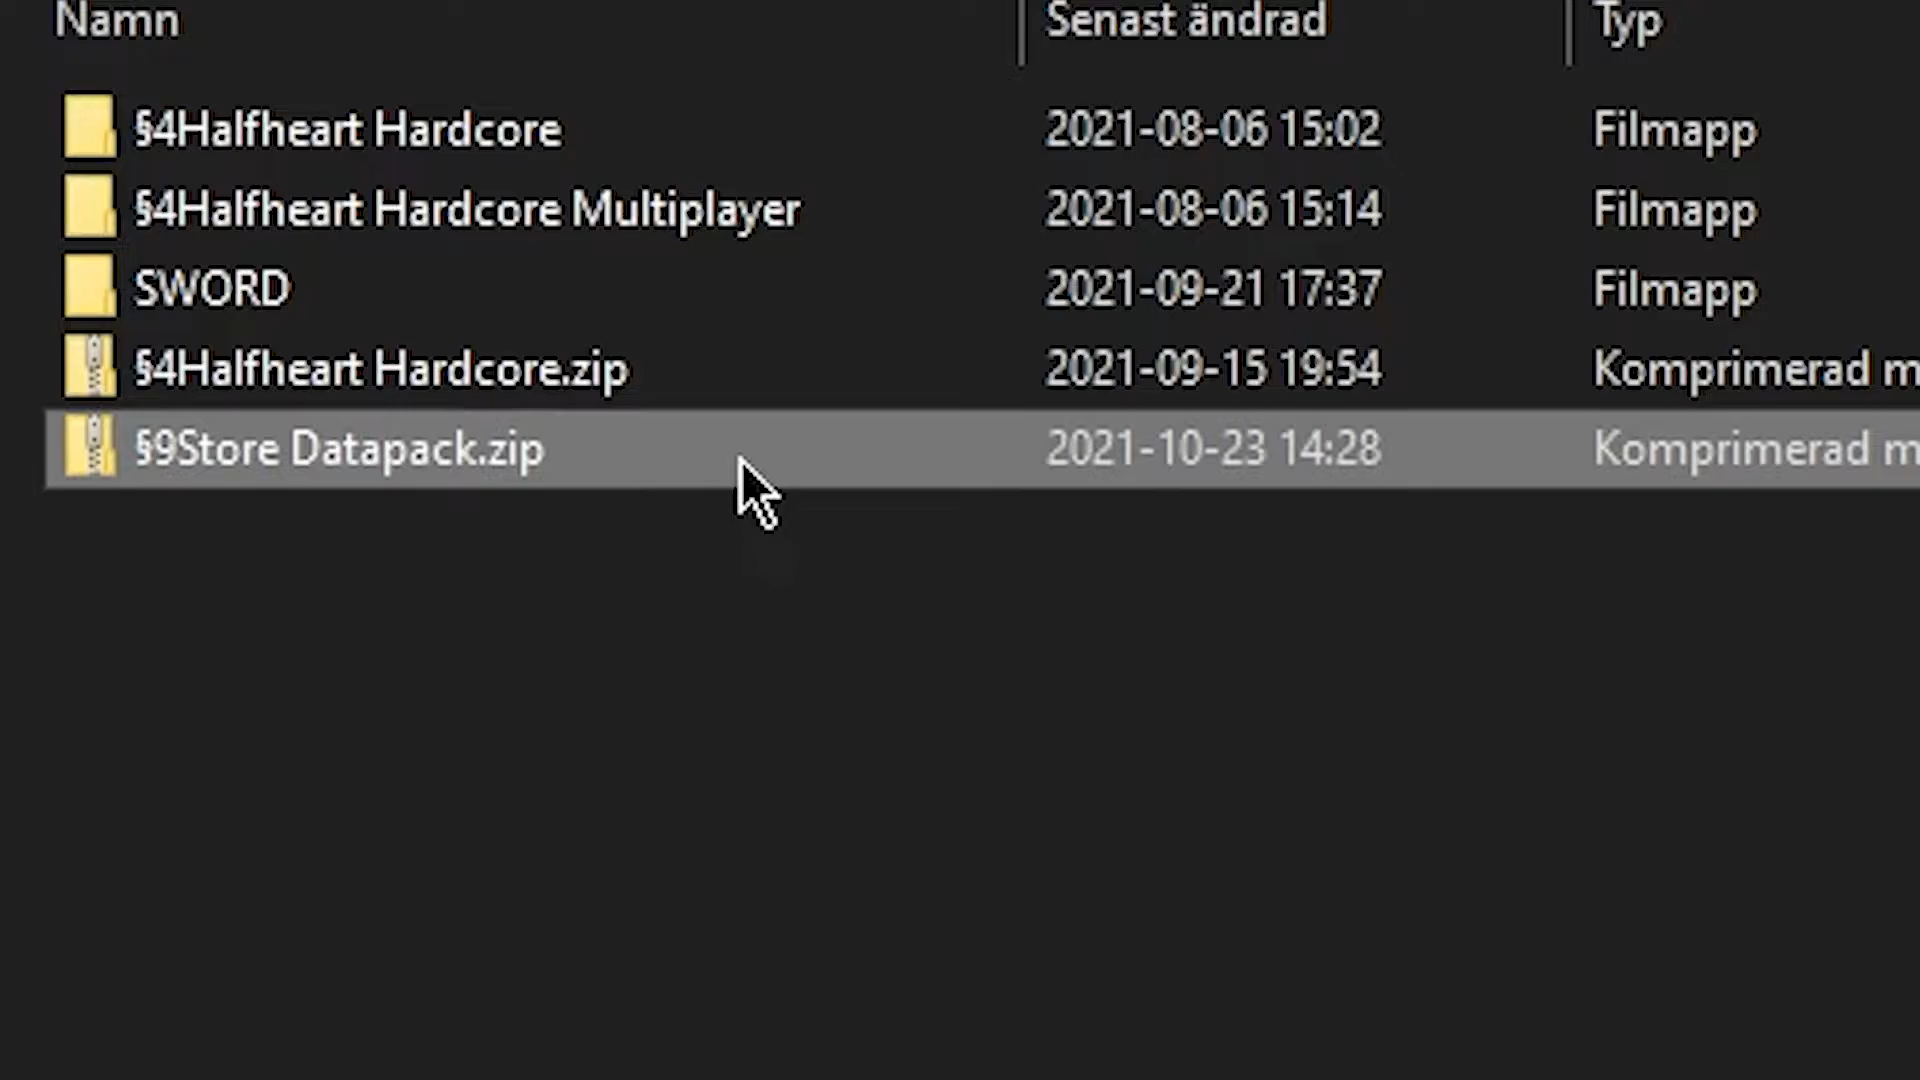 Namn Senast ändrad Typ
§4Halfheart Hardcore 2021-08-06 15:02 Filmapp
§4Halfheart Hardcore Multiplayer 2021-08-06 15:14 Filmapp
SWORD 2021-09-21 17:37 Filmapp
§4Halfheart Hardcore.zip 2021-09-15 19:54 Komprimerad m
§9Store Datapack.zip 2021-10-23 14:28 Komprimerad m